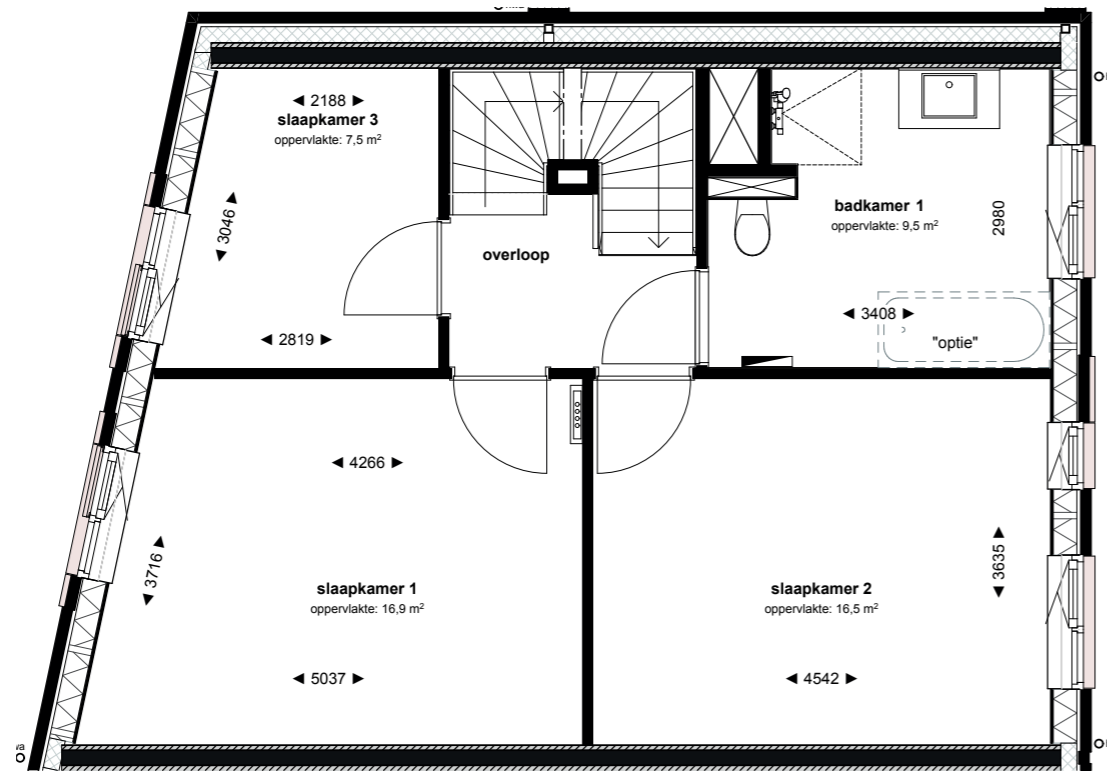 ◄ 2188 ►
slaapkamer 3
oppervlakte: 7,5 m²
◄ 3046 ►
◄ 2819 ►
overloop
badkamer 1
oppervlakte: 9,5 m²
2980
◄ 3408 ►
"optie"
◄ 4266 ►
◄ 3716 ►
slaapkamer 1
oppervlakte: 16,9 m²
◄ 5037 ►
slaapkamer 2
oppervlakte: 16,5 m²
◄ 3635 ►
◄ 4542 ►